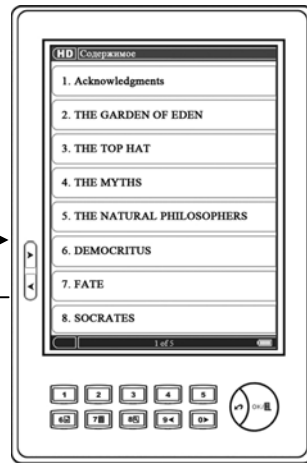 HD Содержимое
1. Acknowledgments
2. THE GARDEN OF EDEN
3. THE TOP HAT
4. THE MYTHS
5. THE NATURAL PHILOSOPHERS
6. DEMOCRITUS
7. FATE
8. SOCRATES
1 of 5
1 2 3 4 5
6 7 8 9 0
OK/